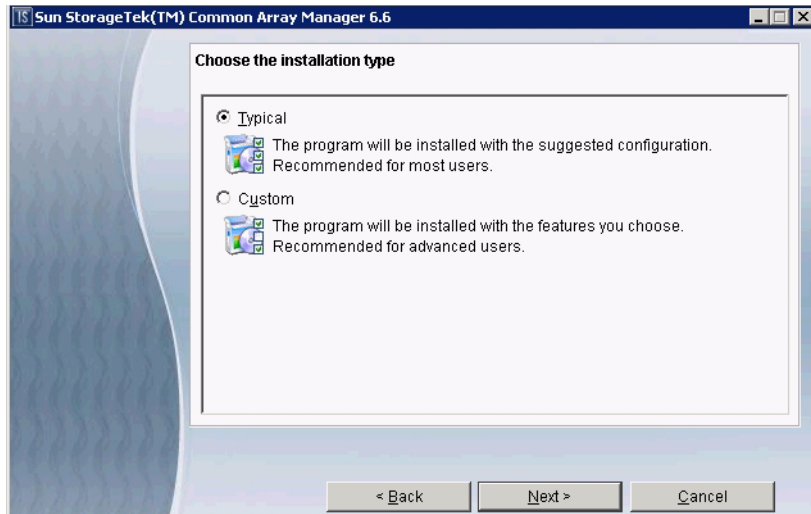 IS Sun StorageTek(TM) Common Array Manager 6.6
Choose the installation type
Typical
The program will be installed with the suggested configuration.
Recommended for most users.
Custom
The program will be installed with the features you choose.
Recommended for advanced users.
< Back
Next >
Cancel